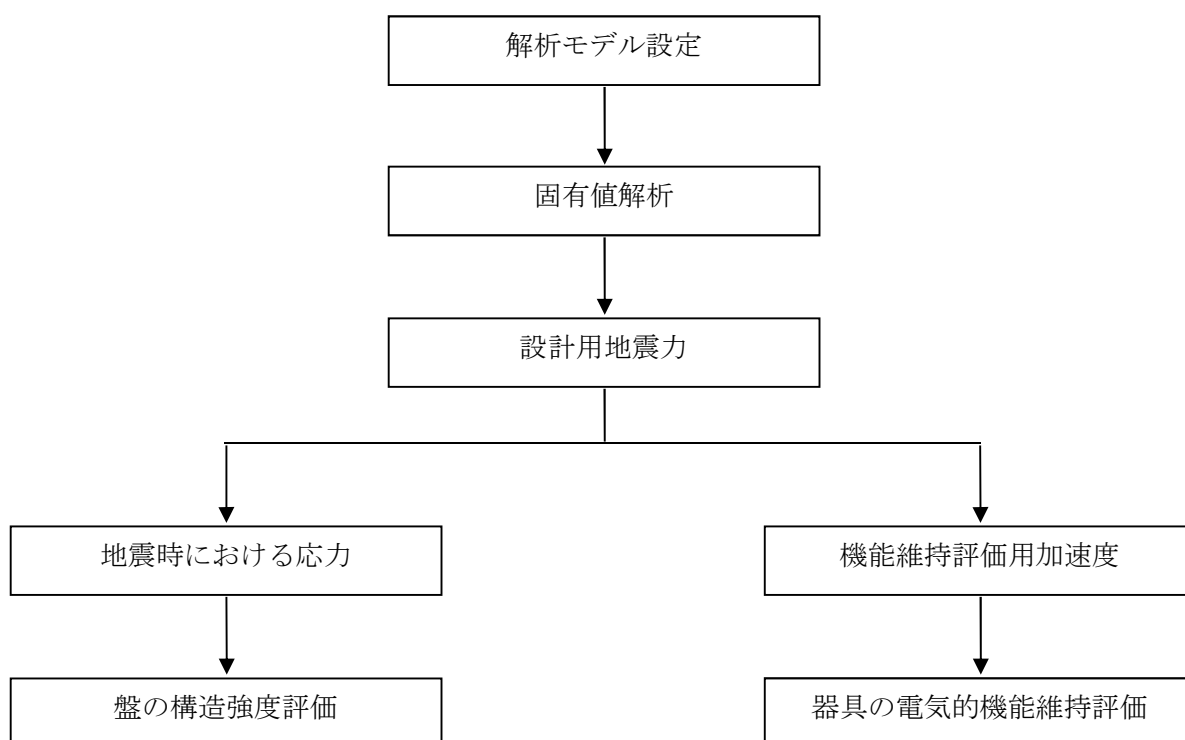 解析モデル設定
固有値解析
設計用地震力
地震時における応力
機能維持評価用加速度
盤の構造強度評価
器具の電気的機能維持評価